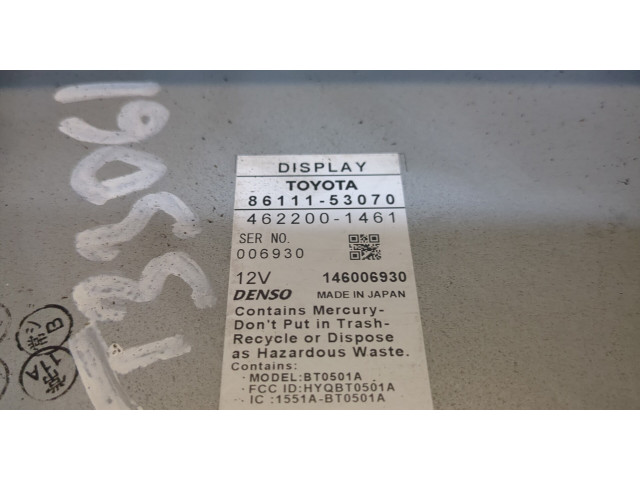 DISPLAY
TOYOTA
86111-53070
462200-1461
SER NO.
006930
12V 146006930
DENSO MADE IN JAPAN
Contains Mercury-
Don't Put in Trash-
Recycle or Dispose
as Hazardous Waste.
Contains:
・MODEL:BT0501A
・FCC ID:HYQBT0501A
・IC :1551A-BT0501A